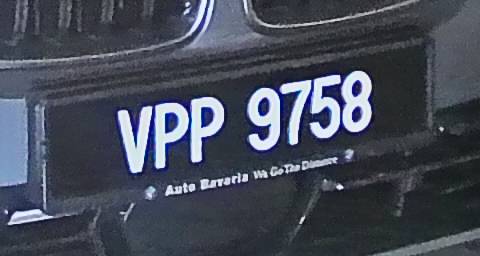 VPP 9758
Auto Bavaria We Go The Distance